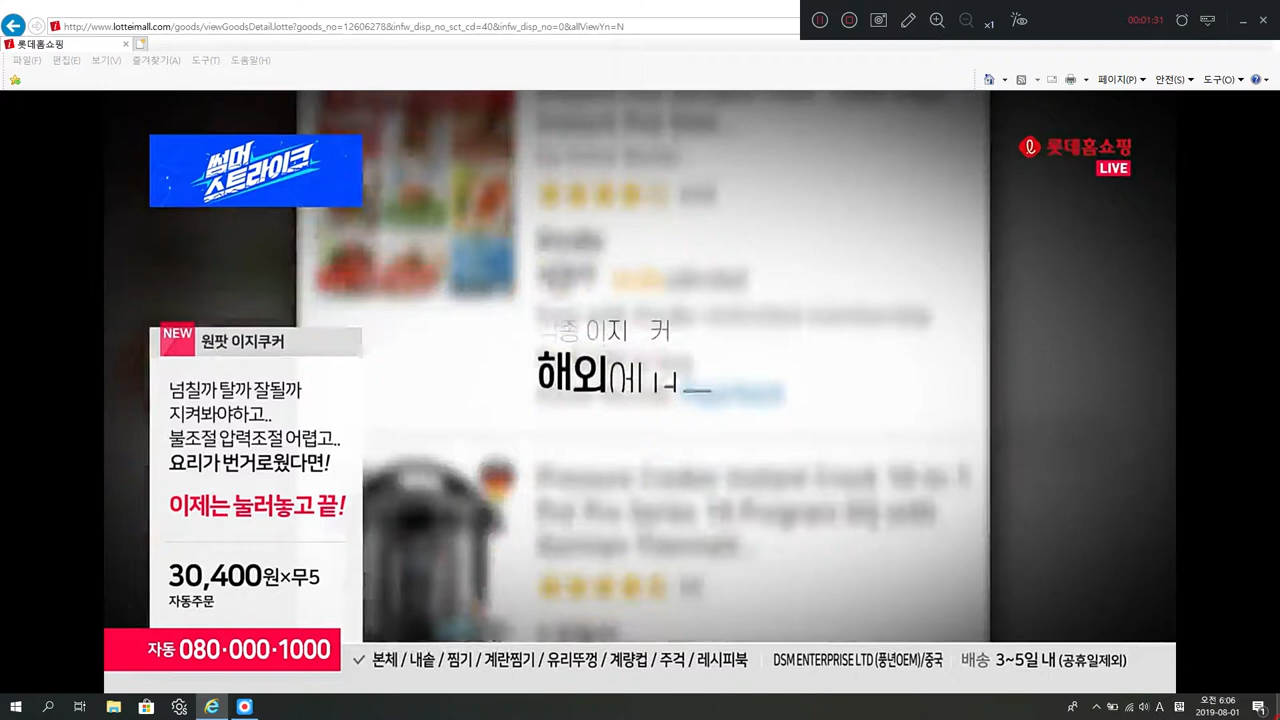 http://www.lotteimall.com/goods/viewGoodsDetail.lotte?goods_no=12606278&infw_disp_no_sct_cd=40&infw_disp_no=0&allViewYn=N
x1
00:01:31
롯데홈쇼핑
파일(F) 편집(E) 보기(V) 즐겨찾기(A) 도구(T) 도움말(H)
페이지(P) 안전(S) 도구(O)
썸머
스트라이크
롯데홈쇼핑
LIVE
이지 커
해외에
NEW 원팟 이지쿠커
넘칠까 탈까 잘될까
지켜봐야하고..
불조절 압력조절 어렵고..
요리가 번거로웠다면!
이제는 눌러놓고 끝!
30,400원×무5
자동주문
자동 080·000·1000
본체 / 내솥 / 찜기 / 계란찜기 / 유리뚜껑 / 계량컵 / 주걱 / 레시피북 DSM ENTERPRISE LTD (풍년OEM)/중국 배송 3~5일 내 (공휴일제외)
A 한 오전 6:06
2019-08-01